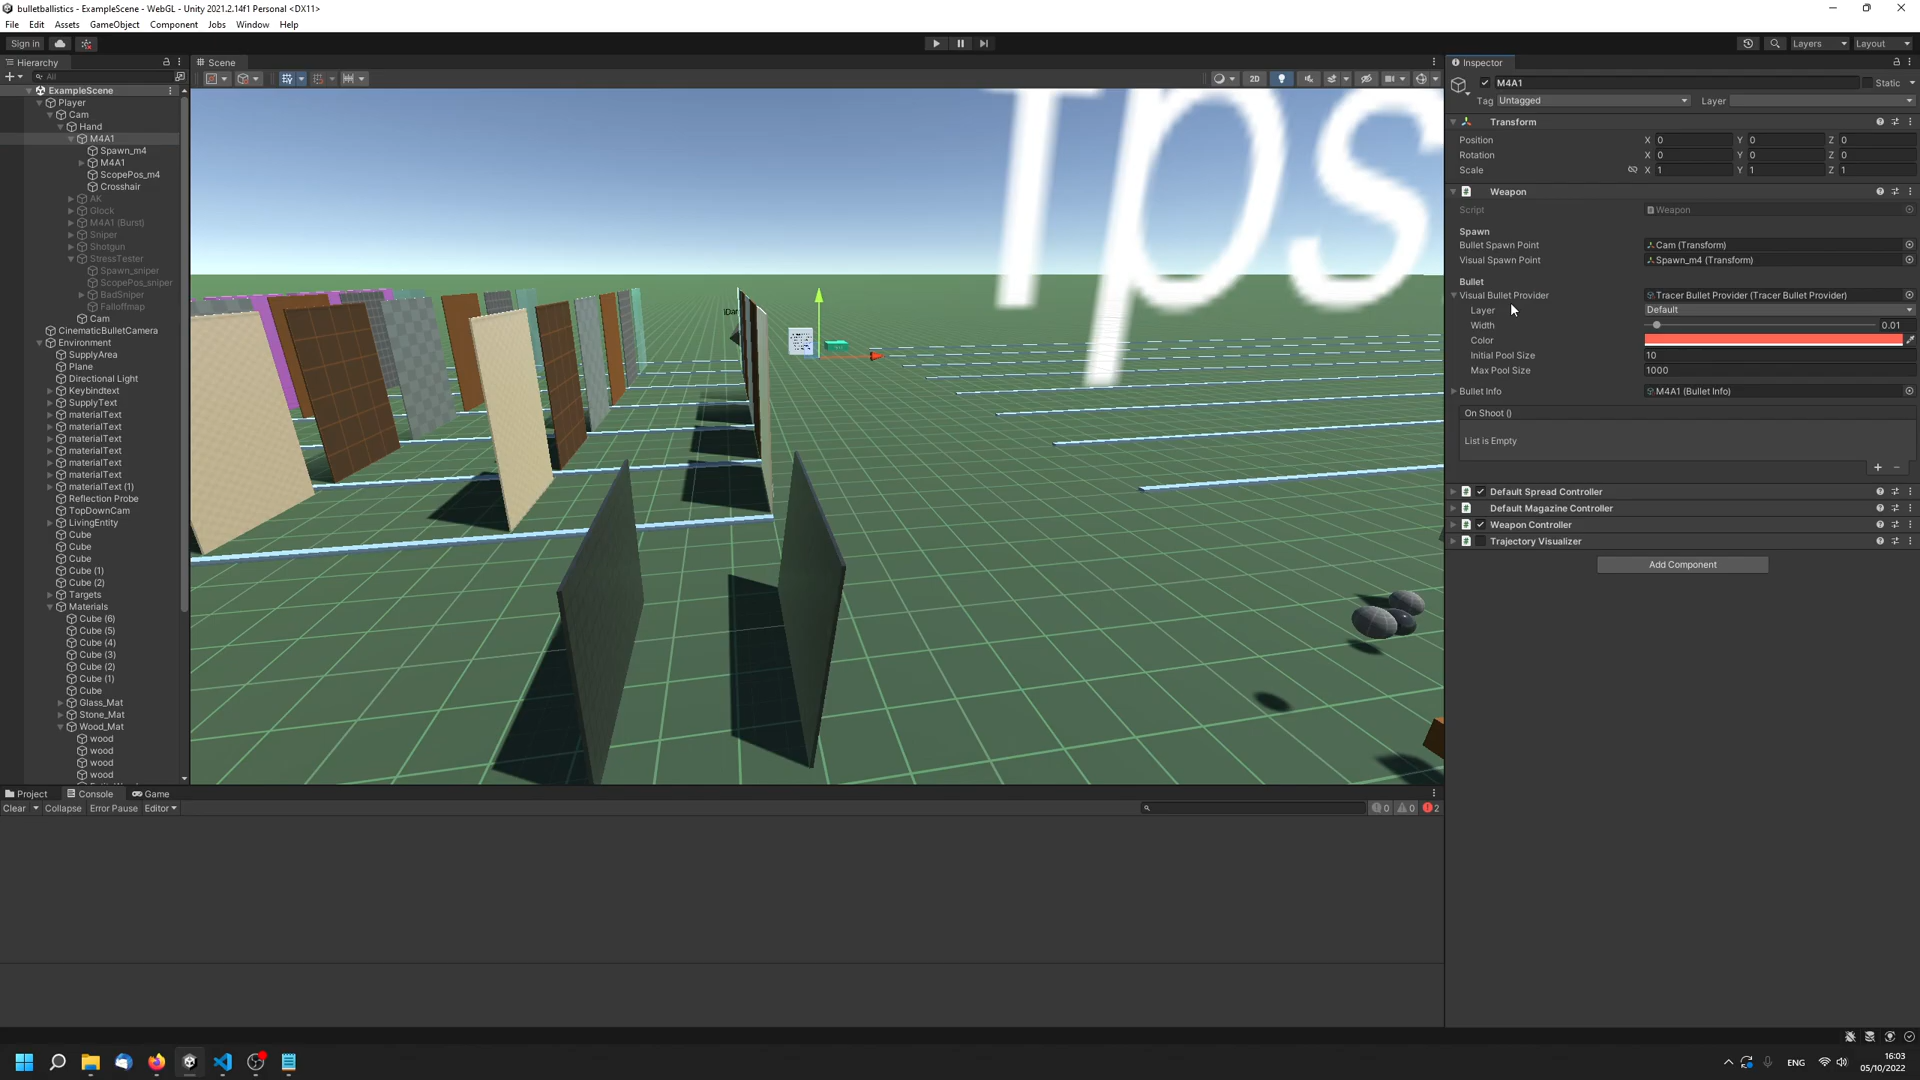 bulletballistics - ExampleScene - WebGL - Unity 2021.2.14f1 Personal <DX11>
File Edit Assets GameObject Component Jobs Window Help
Sign in
Layers
Layout
Hierarchy
All
ExampleScene
Player
Cam
Hand
M4A1
Spawn_m4
M4A1
ScopePos_m4
Crosshair
AK
Glock
M4A1 (Burst)
Sniper
Shotgun
StressTester
Spawn_sniper
ScopePos_sniper
BadSniper
Falloffmap
Cam
CinematicBulletCamera
Environment
SupplyArea
Plane
Directional Light
Keybindtext
SupplyText
materialText
materialText
materialText
materialText
materialText
materialText
materialText (1)
Reflection Probe
TopDownCam
LivingEntity
Cube
Cube
Cube
Cube (1)
Cube (2)
Targets
Materials
Cube (6)
Cube (5)
Cube (4)
Cube (3)
Cube (2)
Cube (1)
Cube
Glass_Mat
Stone_Mat
Wood_Mat
wood
wood
wood
wood
Scene
2D
fps
Inspector
M4A1
Static
Tag Untagged
Layer
Transform
Position X 0 Y 0 Z 0
Rotation X 0 Y 0 Z 0
Scale X 1 Y 1 Z 1
Weapon
Script Weapon
Spawn
Bullet Spawn Point Cam (Transform)
Visual Spawn Point Spawn_m4 (Transform)
Bullet
Visual Bullet Provider Tracer Bullet Provider (Tracer Bullet Provider)
Layer Default
Width 0.01
Color
Initial Pool Size 10
Max Pool Size 1000
Bullet Info M4A1 (Bullet Info)
On Shoot ()
List is Empty
Default Spread Controller
Default Magazine Controller
Weapon Controller
Trajectory Visualizer
Add Component
Project Console Game
Clear Collapse Error Pause Editor
0 0 2
ENG
16:03
05/10/2022